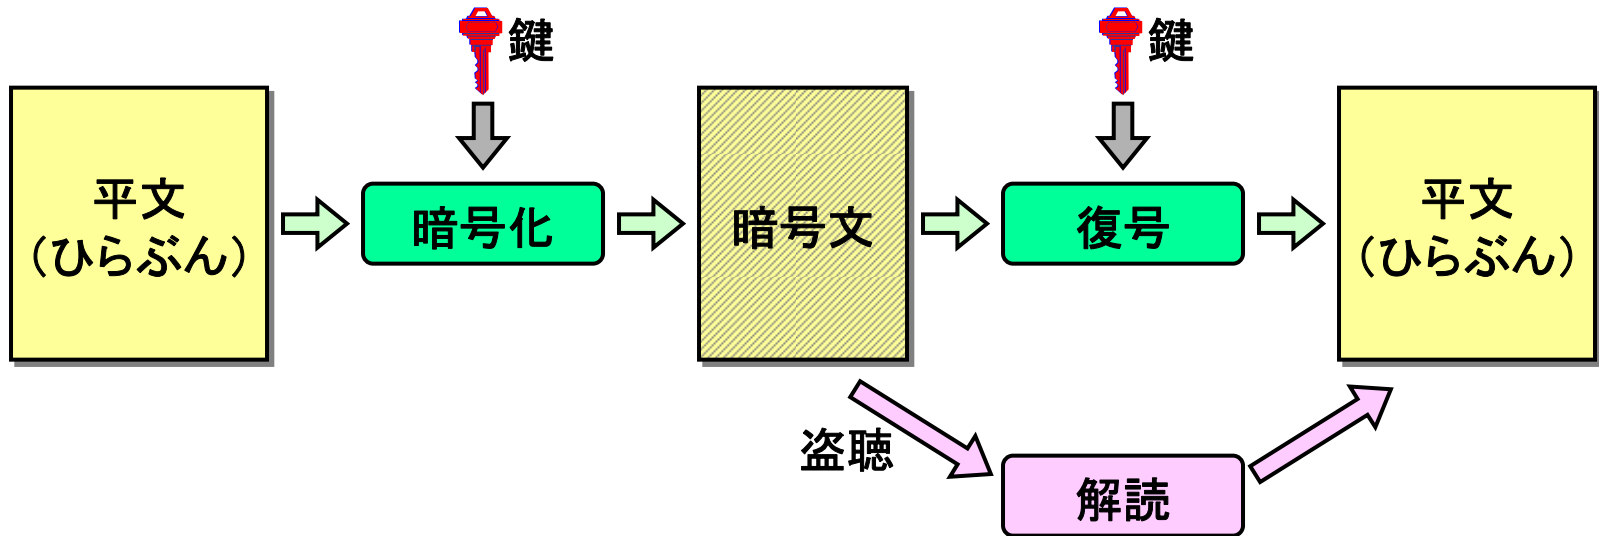 鍵
鍵
平文
（ひらぶん）
暗号化
暗号文
復号
平文
（ひらぶん）
盗聴
解読